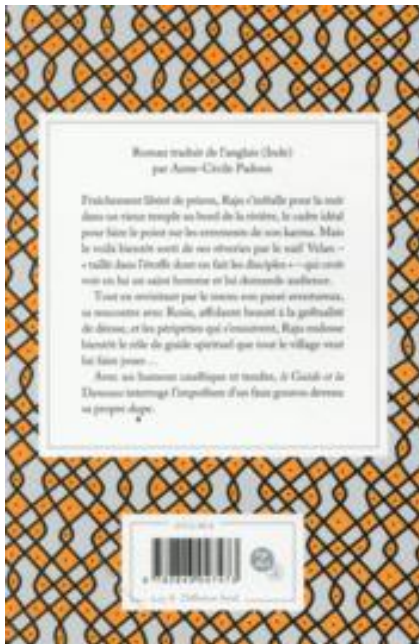 Roman traduit de l'anglais (Inde)
par Anne-Cécile Padoux
Fraîchement libéré de prison, Raju s'installe pour la nuit
dans un vieux temple au bord de la rivière, le cadre idéal
pour faire le point sur les errements de son karma. Mais
le voilà bientôt sorti de ses rêveries par le naïf Velan –
« taillé dans l'étoffe dont on fait les disciples » – qui croit
voir en lui un saint homme et lui demande audience.
Tout en revisitant par le menu son passé aventureux,
sa rencontre avec Rosie, affolante beauté à la gestualité
de déesse, et les péripéties qui s'ensuivent, Raju endosse
bientôt le rôle de guide spirituel que tout le village veut
lui faire jouer…
Avec un humour caustique et tendre, le Guide et la
Danseuse interroge l'imposture d'un faux gourou devenu
sa propre dupe.